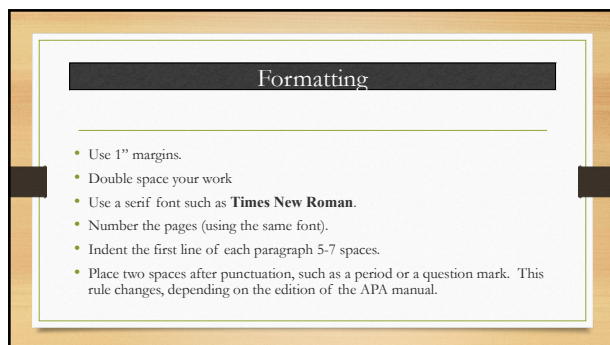 Formatting
• Use 1” margins.
• Double space your work
• Use a serif font such as Times New Roman.
• Number the pages (using the same font).
• Indent the first line of each paragraph 5-7 spaces.
• Place two spaces after punctuation, such as a period or a question mark.  This
rule changes, depending on the edition of the APA manual.